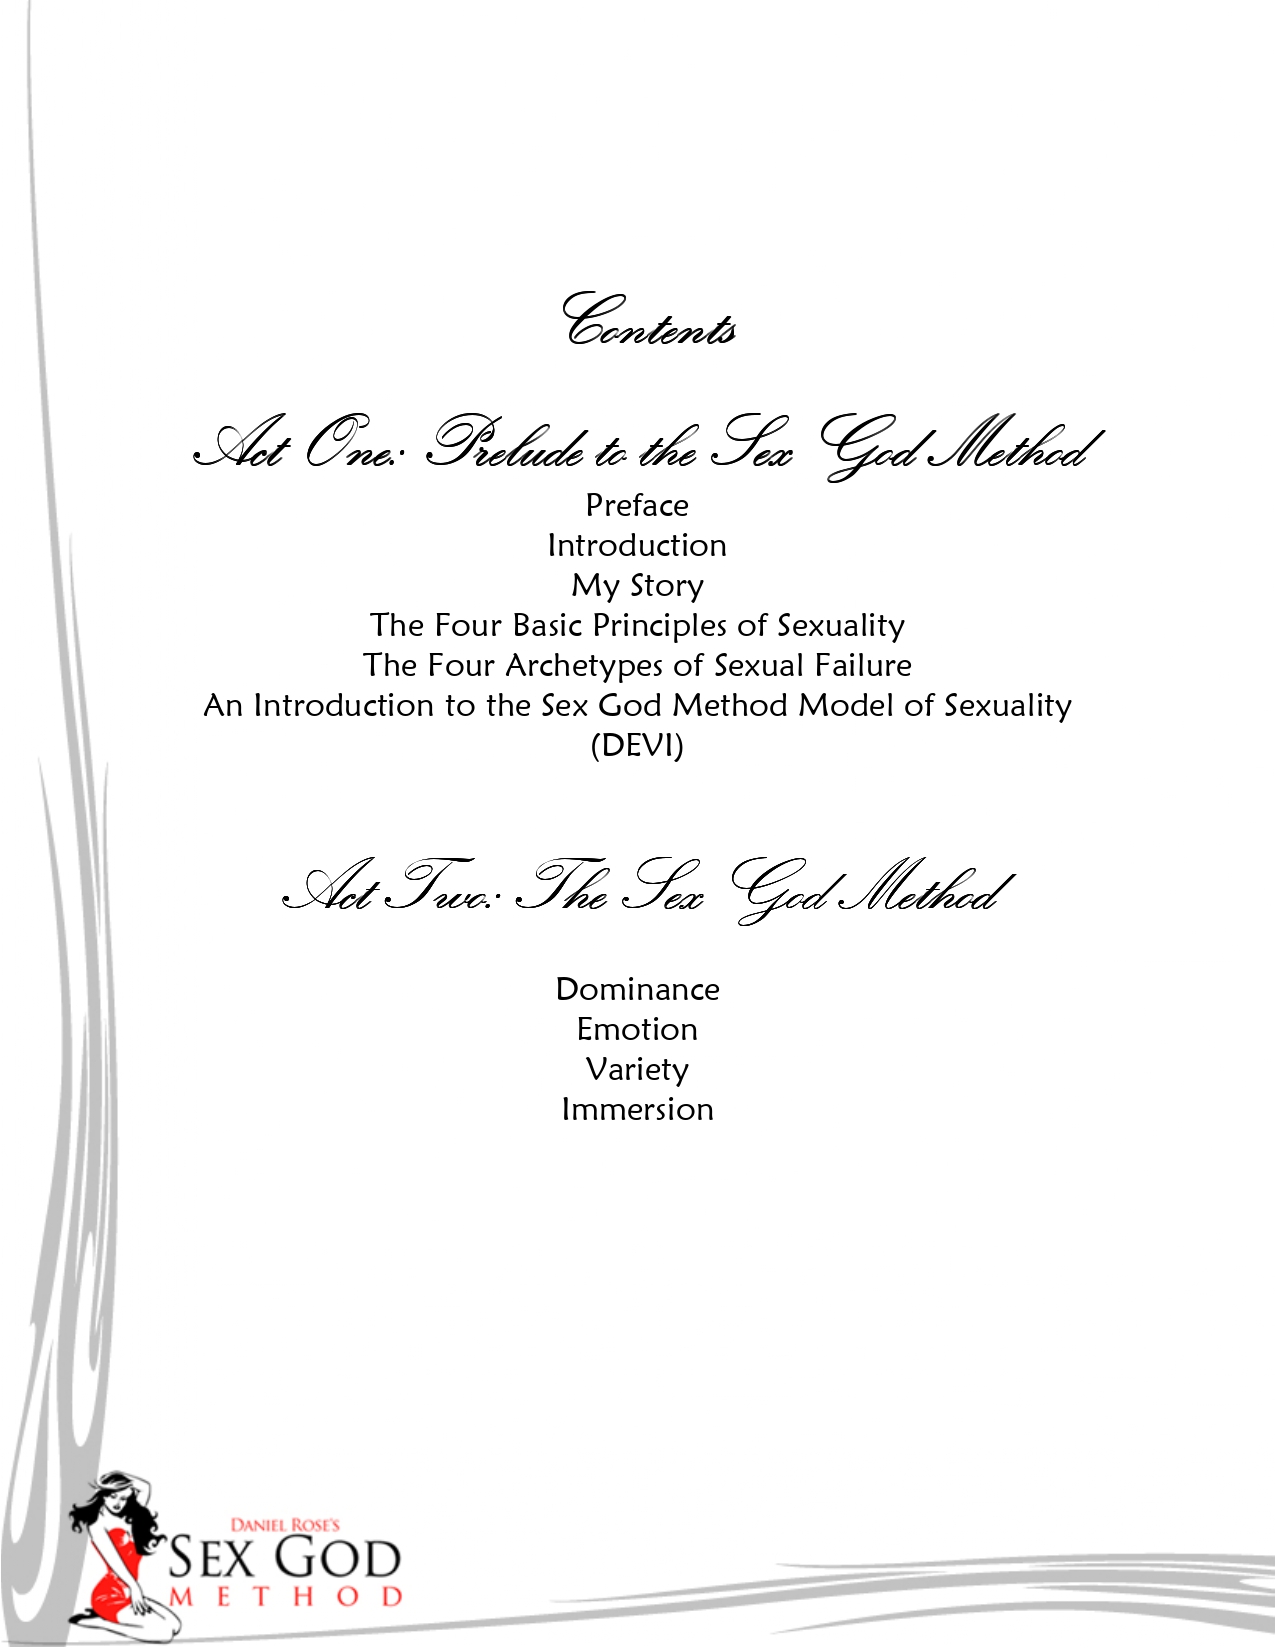 Contents
Act One: Prelude to the Sex God Method
Preface
Introduction
My Story
The Four Basic Principles of Sexuality
The Four Archetypes of Sexual Failure
An Introduction to the Sex God Method Model of Sexuality
(DEVI)
Act Two: The Sex God Method
Dominance
Emotion
Variety
Immersion
DANIEL ROSE'S
SEX GOD
METHOD